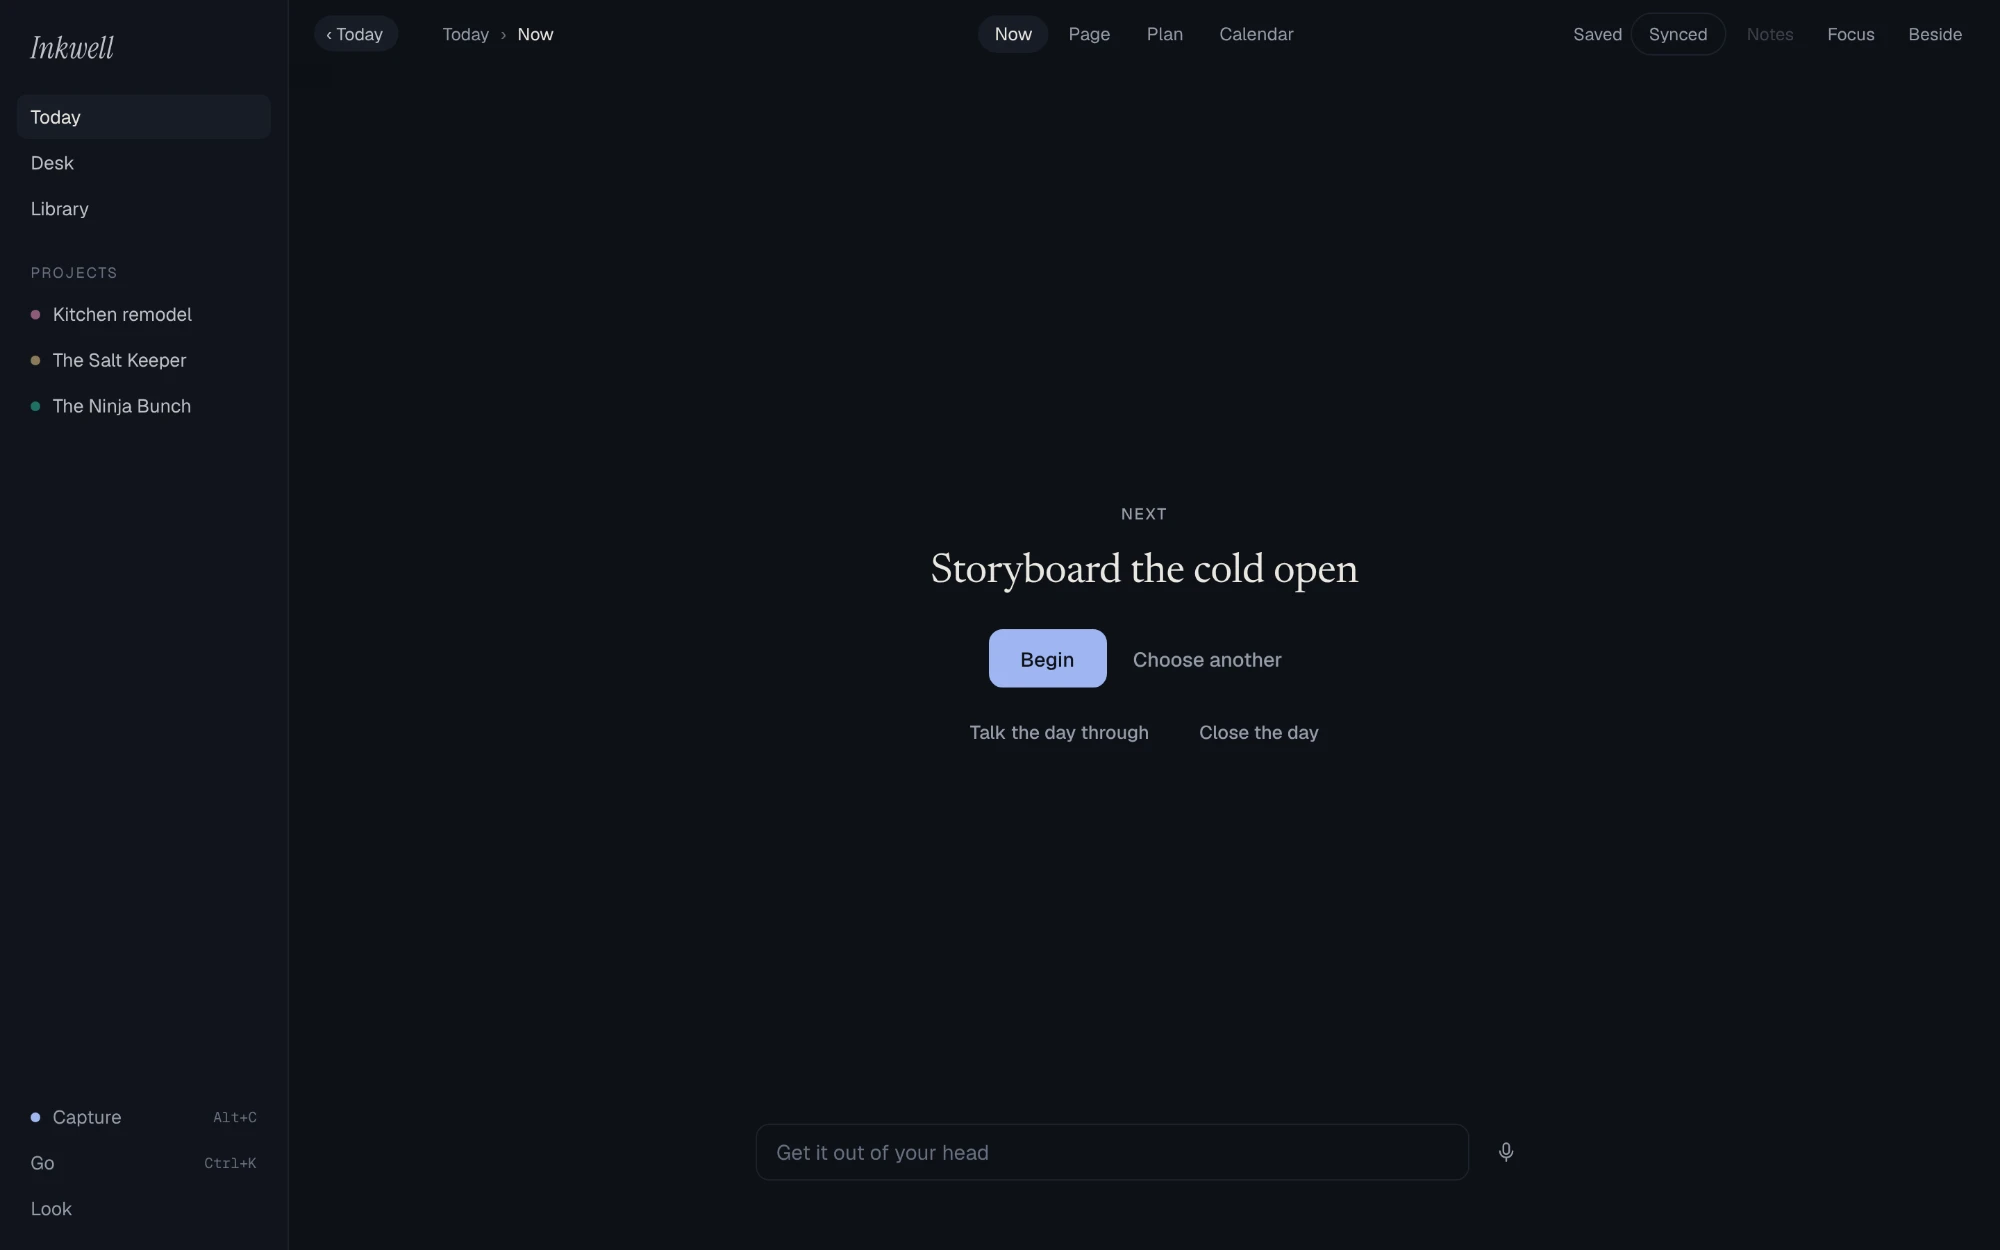 Inkwell
Today
Desk
Library
PROJECTS
Kitchen remodel
The Salt Keeper
The Ninja Bunch
Capture Alt+C
Go Ctrl+K
Look
‹ Today Today › Now Now Page Plan Calendar Saved Synced Notes Focus Beside
NEXT
Storyboard the cold open
Begin Choose another
Talk the day through Close the day
Get it out of your head